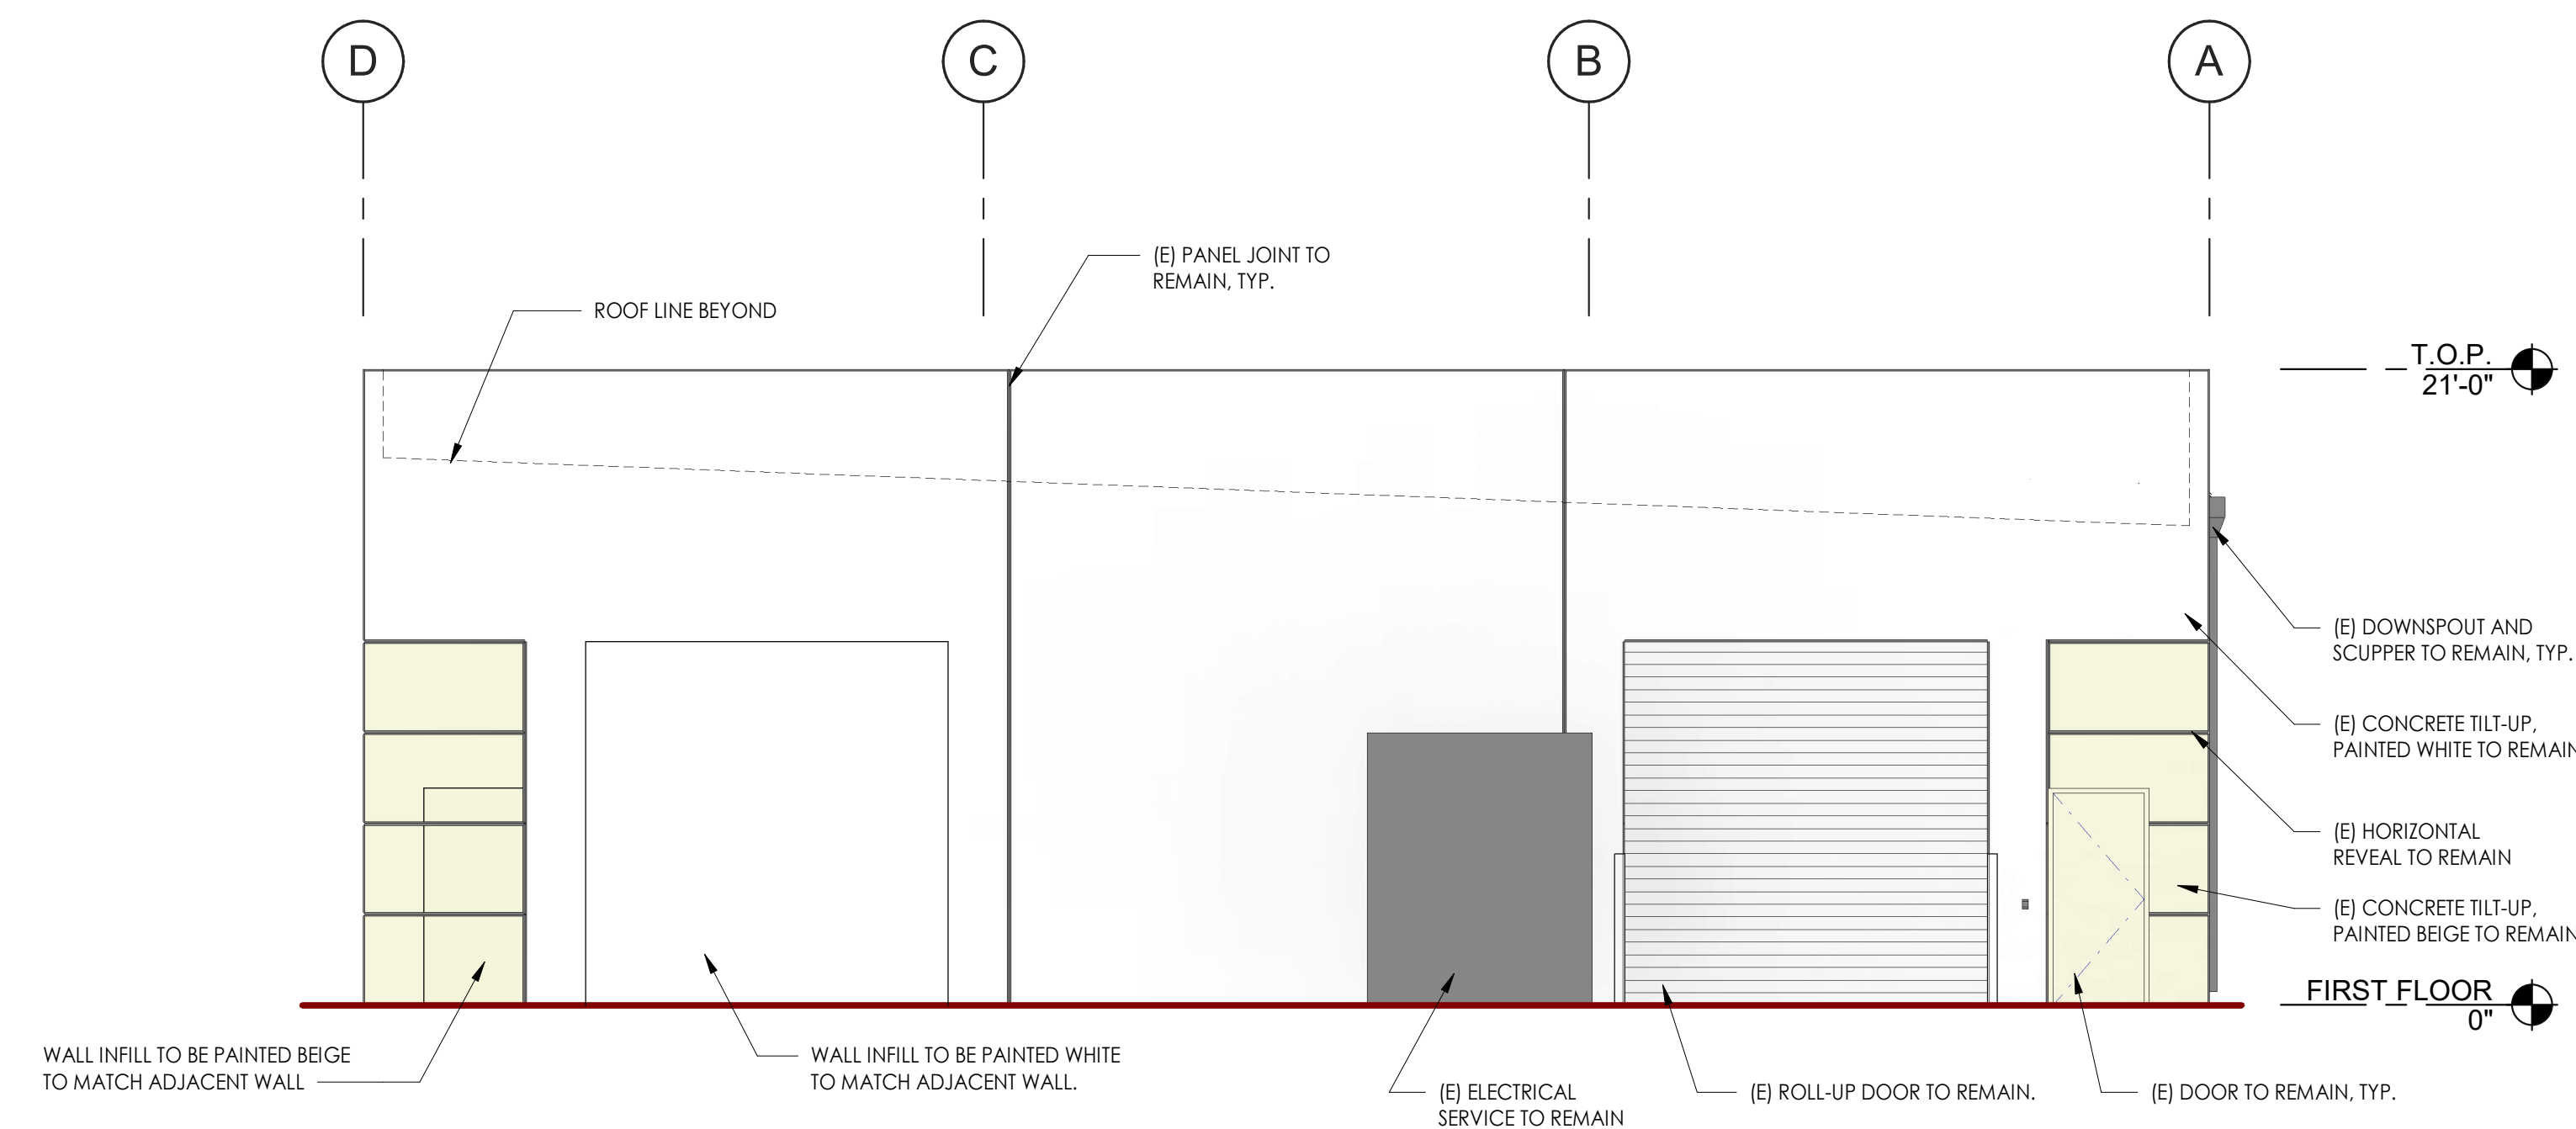 D
C
B
A
(E) PANEL JOINT TO
REMAIN, TYP.
ROOF LINE BEYOND
T.O.P.
21'-0"
(E) DOWNSPOUT AND
SCUPPER TO REMAIN, TYP.
(E) CONCRETE TILT-UP,
PAINTED WHITE TO REMAIN
(E) HORIZONTAL
REVEAL TO REMAIN
(E) CONCRETE TILT-UP,
PAINTED BEIGE TO REMAIN
FIRST FLOOR
0"
WALL INFILL TO BE PAINTED BEIGE
TO MATCH ADJACENT WALL
WALL INFILL TO BE PAINTED WHITE
TO MATCH ADJACENT WALL.
(E) ELECTRICAL
SERVICE TO REMAIN
(E) ROLL-UP DOOR TO REMAIN.
(E) DOOR TO REMAIN, TYP.